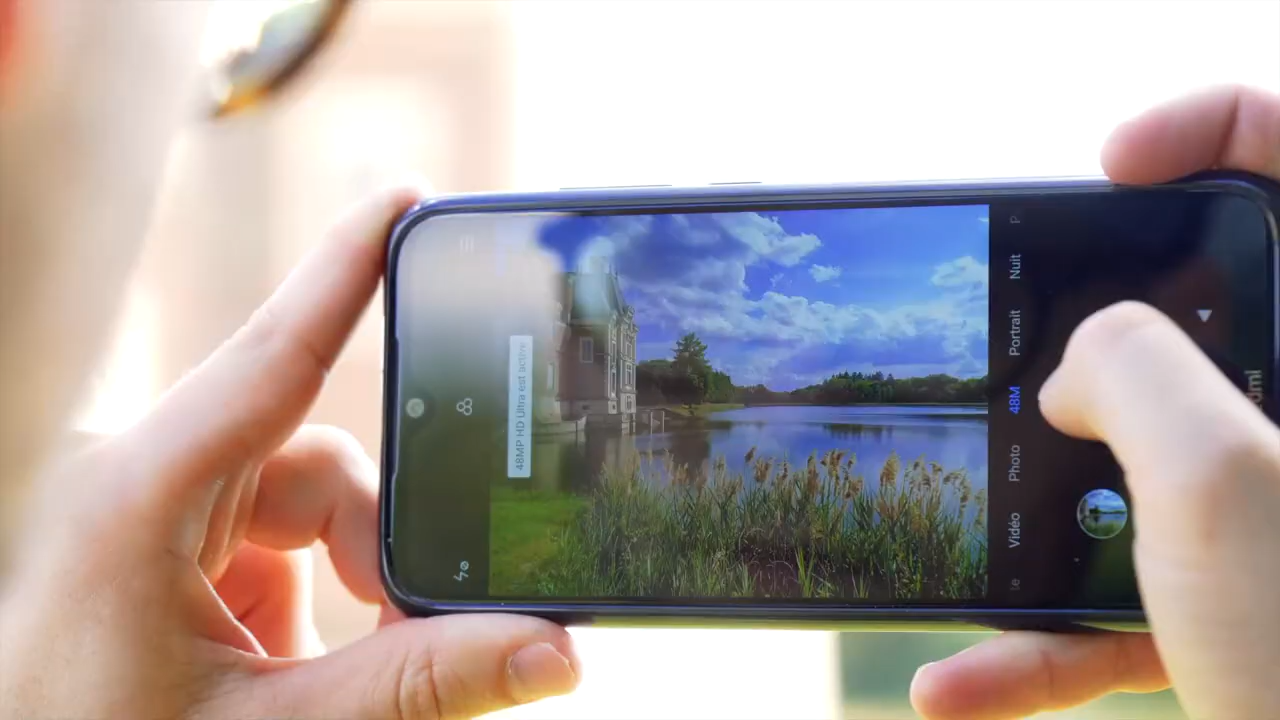 48MP HD Ultra est activé
P
Nuit
Portrait
48M
Photo
Vidéo